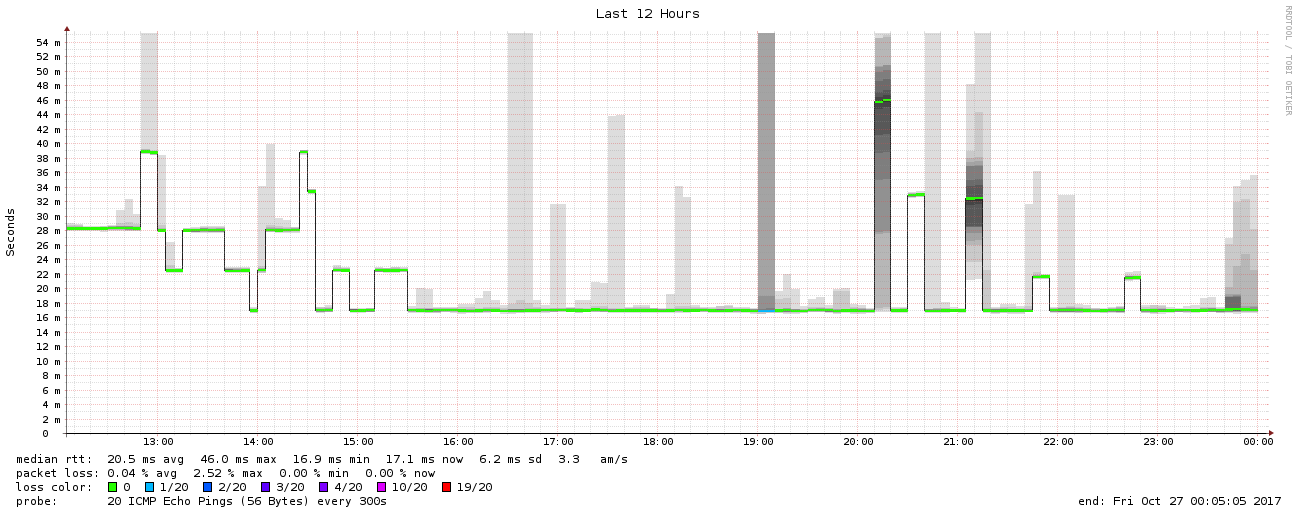 Last 12 Hours
RRDTOOL / TOBI OETIKER
Seconds
54 m
52 m
50 m
48 m
46 m
44 m
42 m
40 m
38 m
36 m
34 m
32 m
30 m
28 m
26 m
24 m
22 m
20 m
18 m
16 m
14 m
12 m
10 m
8 m
6 m
4 m
2 m
0
13:00 14:00 15:00 16:00 17:00 18:00 19:00 20:00 21:00 22:00 23:00 00:00
median rtt: 20.5 ms avg 46.0 ms max 16.9 ms min 17.1 ms now 6.2 ms sd 3.3 am/s
packet loss: 0.04 % avg 2.52 % max 0.00 % min 0.00 % now
loss color: 0 1/20 2/20 3/20 4/20 10/20 19/20
probe: 20 ICMP Echo Pings (56 Bytes) every 300s end: Fri Oct 27 00:05:05 2017